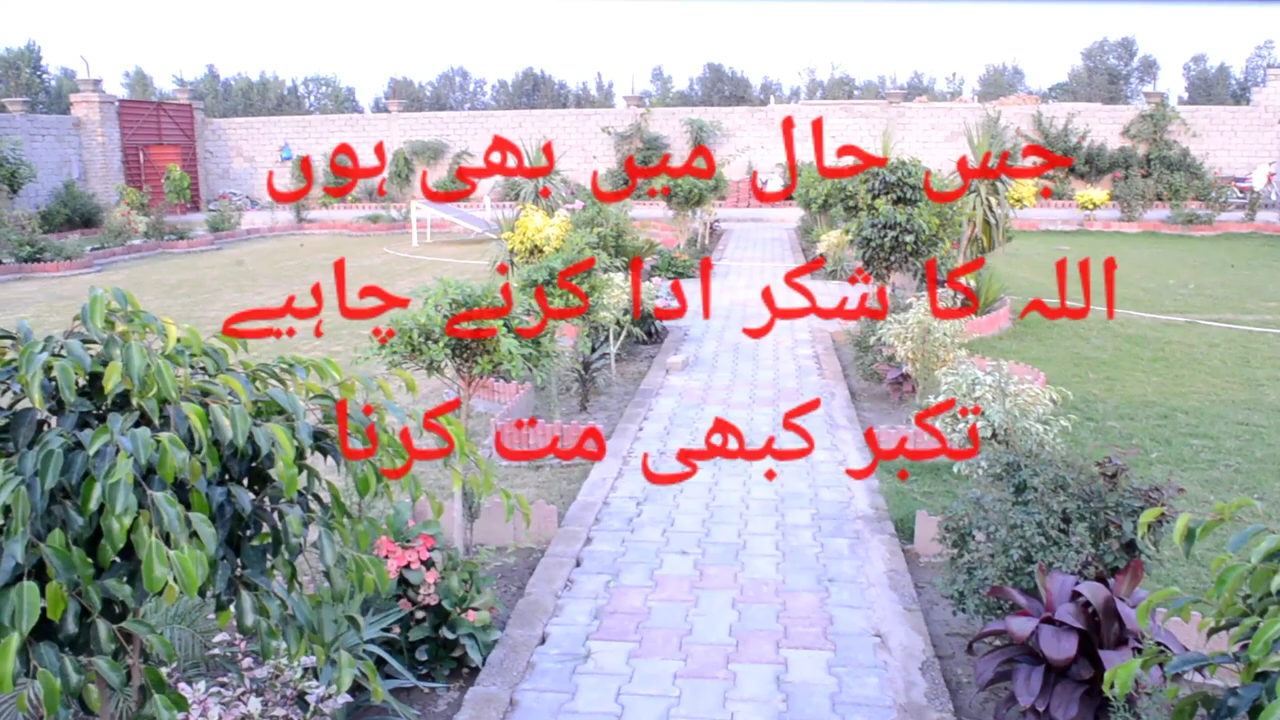 جس حال میں بھی ہوں
اللہ کا شکر ادا کرنے چاہیے
تکبر کبھی مت کرنا